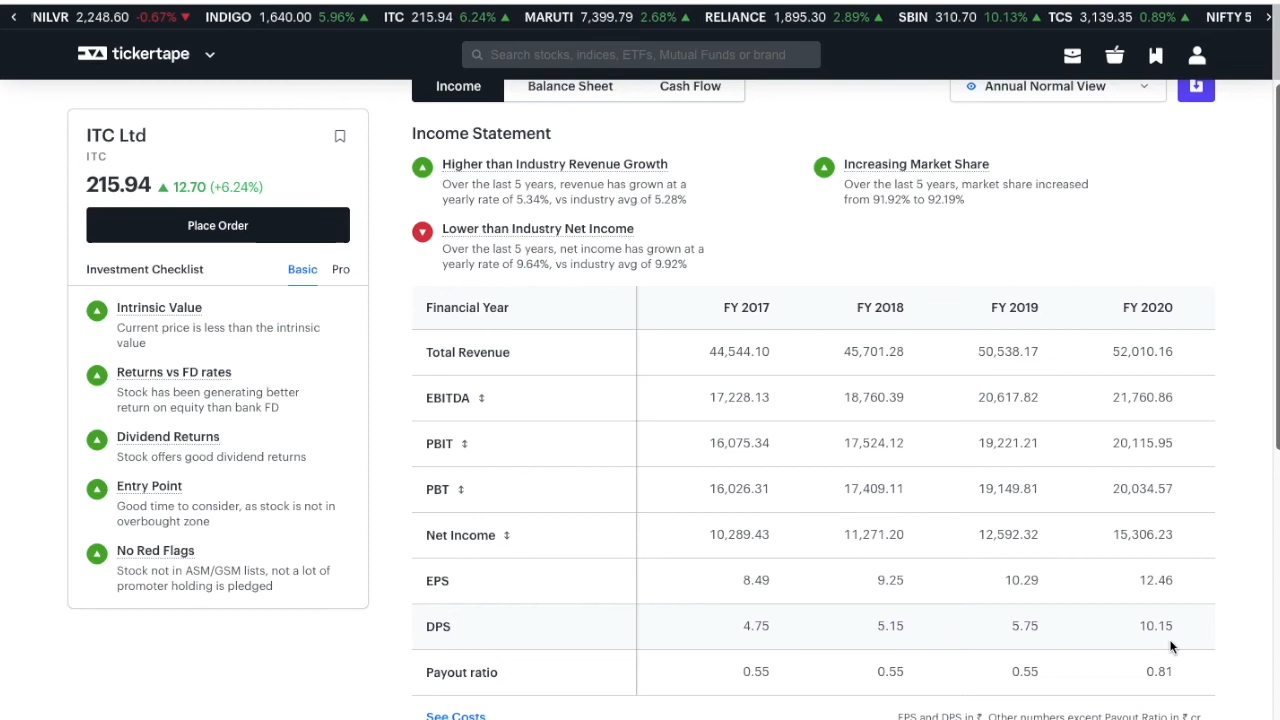 NILVR 2,248.60 -0.67% INDIGO 1,640.00 5.96% ITC 215.94 6.24% MARUTI 7,399.79 2.68% RELIANCE 1,895.30 2.89% SBIN 310.70 10.13% TCS 3,139.35 0.89% NIFTY 5
tickertape
Search stocks, indices, ETFs, Mutual Funds or brand
Income Balance Sheet Cash Flow Annual Normal View
ITC Ltd
ITC
215.94 12.70 (+6.24%)
Place Order
Investment Checklist Basic Pro
Intrinsic Value
Current price is less than the intrinsic
value
Returns vs FD rates
Stock has been generating better
return on equity than bank FD
Dividend Returns
Stock offers good dividend returns
Entry Point
Good time to consider, as stock is not in
overbought zone
No Red Flags
Stock not in ASM/GSM lists, not a lot of
promoter holding is pledged
Income Statement
Higher than Industry Revenue Growth
Over the last 5 years, revenue has grown at a
yearly rate of 5.34%, vs industry avg of 5.28%
Increasing Market Share
Over the last 5 years, market share increased
from 91.92% to 92.19%
Lower than Industry Net Income
Over the last 5 years, net income has grown at a
yearly rate of 9.64%, vs industry avg of 9.92%
Financial Year FY 2017 FY 2018 FY 2019 FY 2020
Total Revenue 44,544.10 45,701.28 50,538.17 52,010.16
EBITDA 17,228.13 18,760.39 20,617.82 21,760.86
PBIT 16,075.34 17,524.12 19,221.21 20,115.95
PBT 16,026.31 17,409.11 19,149.81 20,034.57
Net Income 10,289.43 11,271.20 12,592.32 15,306.23
EPS 8.49 9.25 10.29 12.46
DPS 4.75 5.15 5.75 10.15
Payout ratio 0.55 0.55 0.55 0.81
See Costs EPS and DPS in ₹. Other numbers except Payout Ratio in ₹ cr